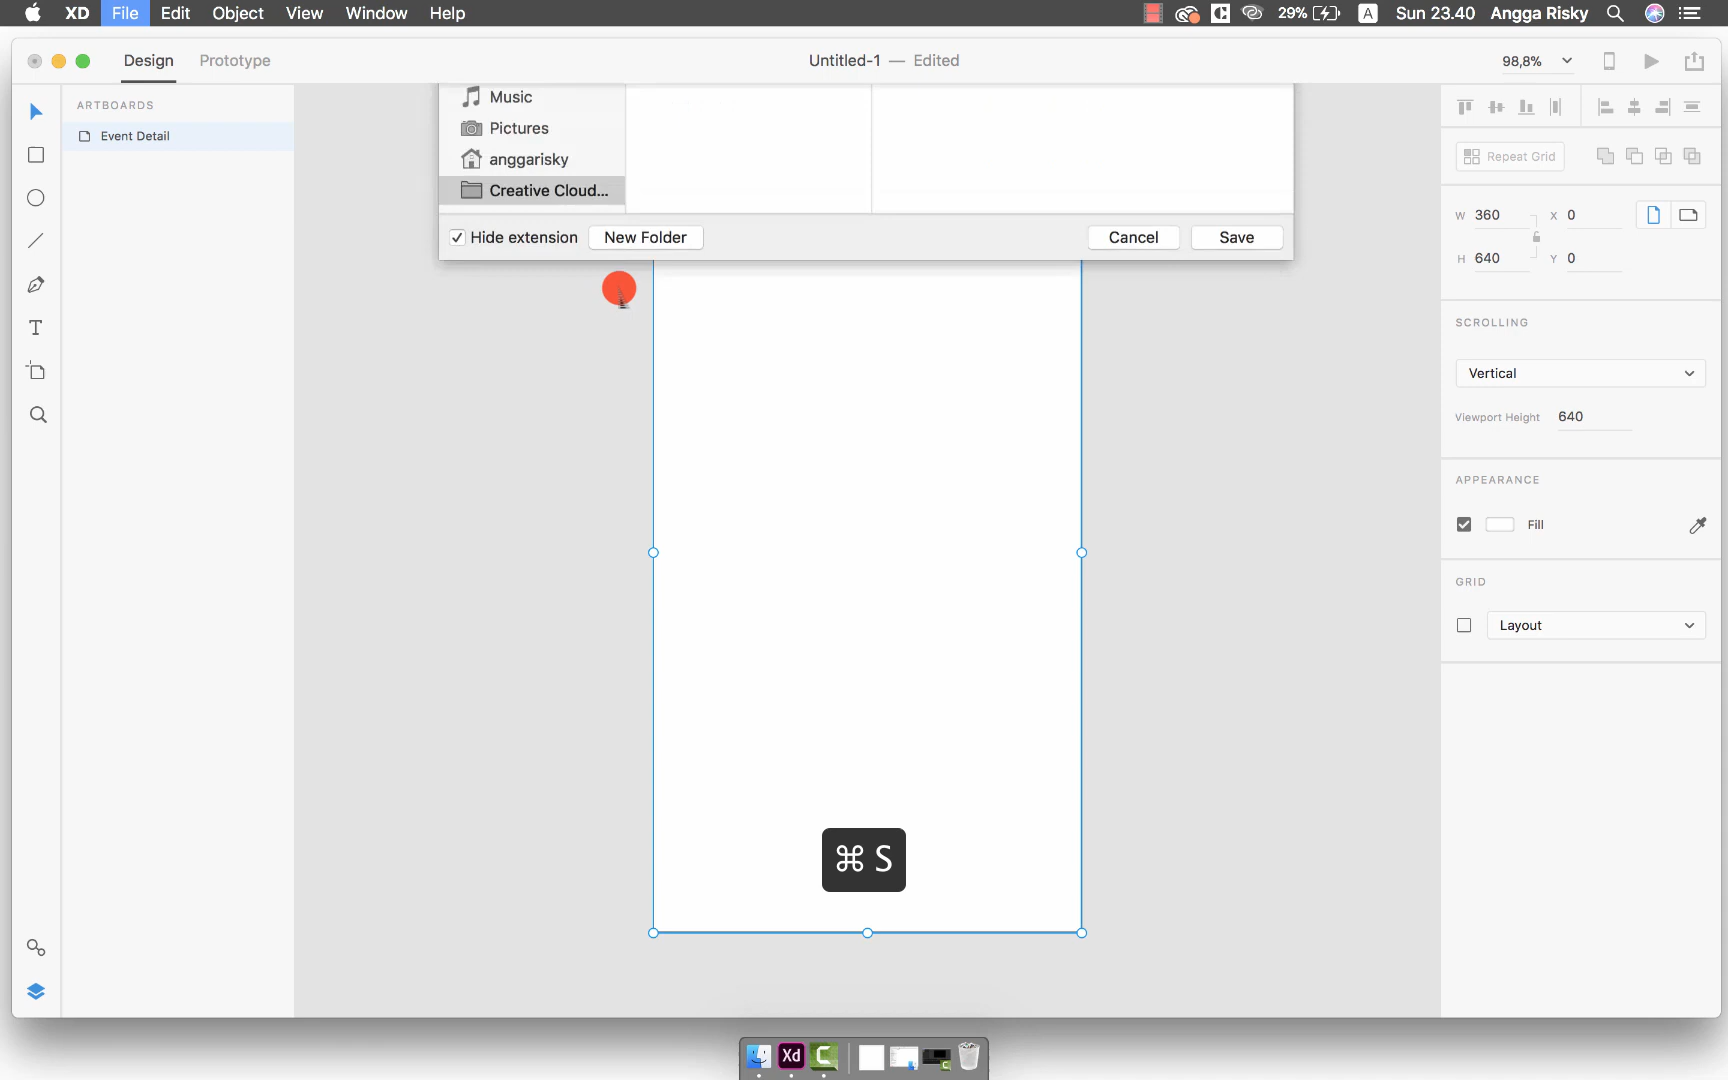 XD File Edit Object View Window Help 29% A Sun 23.40 Angga Risky
Design Prototype Untitled-1 — Edited 98,8%
ARTBOARDS
Event Detail
Music
Pictures
anggarisky
Creative Cloud...
Hide extension New Folder Cancel Save
Repeat Grid
W 360 X 0
H 640 Y 0
SCROLLING
Vertical
Viewport Height 640
APPEARANCE
Fill
GRID
Layout
⌘ S
Xd